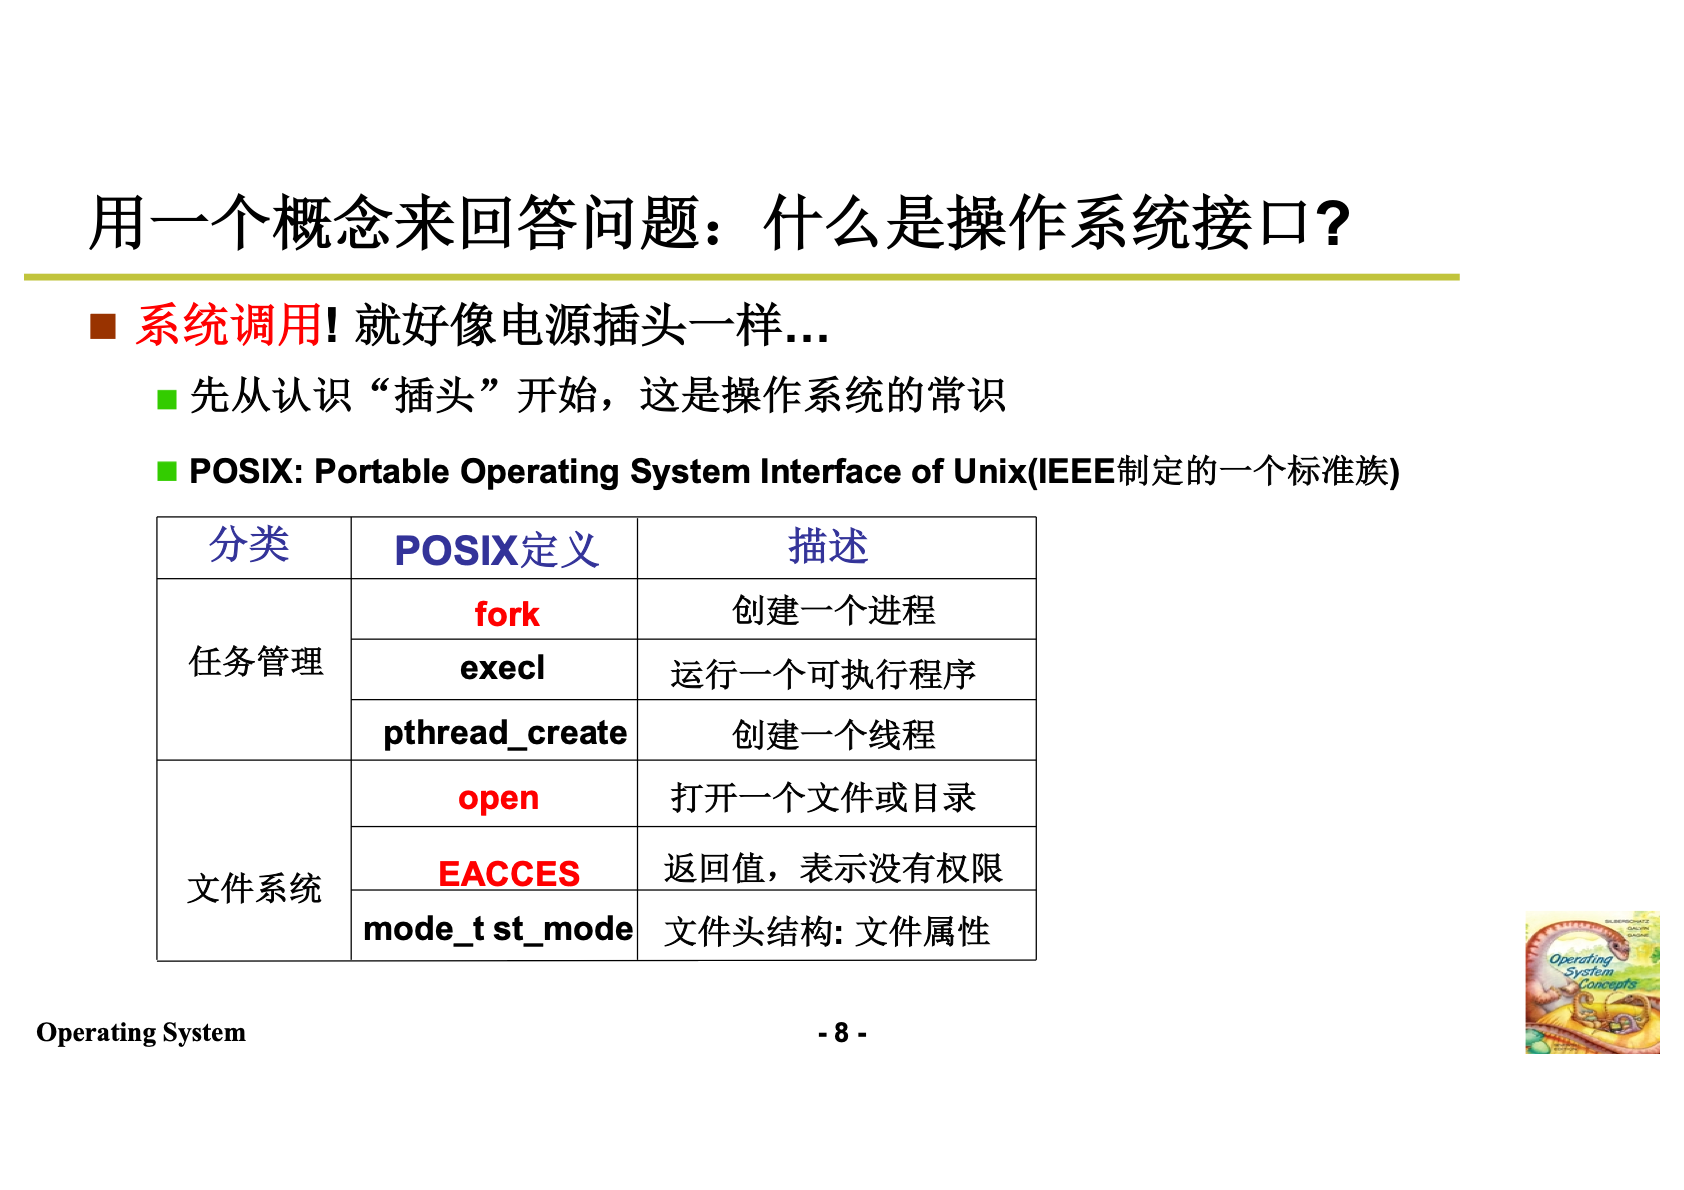 用一个概念来回答问题：什么是操作系统接口?
系统调用! 就好像电源插头一样...
先从认识“插头”开始，这是操作系统的常识
POSIX: Portable Operating System Interface of Unix(IEEE制定的一个标准族)
分类 POSIX定义 描述
任务管理
fork 创建一个进程
execl 运行一个可执行程序
pthread_create 创建一个线程
文件系统
open 打开一个文件或目录
EACCES 返回值，表示没有权限
mode_t st_mode 文件头结构: 文件属性
SILBERSCHATZ
GALVIN
GAGNE
Operating
System
Concepts
Operating System
- 8 -